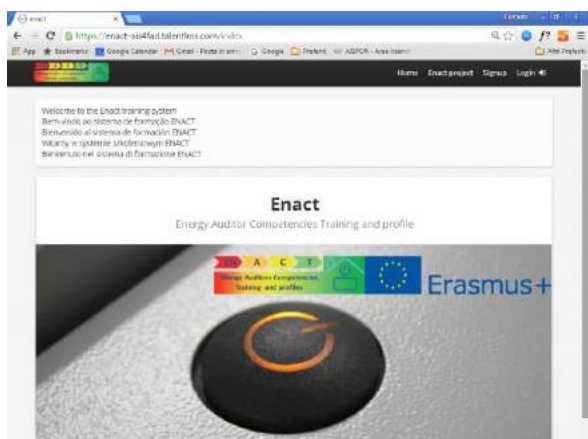 enact
https://enact-ais4fad.talentlms.com/index
App Bookmarks Google Calendar Google Preferiti
Home Enact project Signup Login
Welcome to the Enact training system
Bem-vindo ao sistema de formação ENACT
Bienvenido al sistema de formación ENACT
Witamy w systemie szkoleniowym ENACT
Benvenuto nel sistema di formazione ENACT
Enact
Energy Auditor Competencies Training and profile
EN A C T
Energy Auditors Competencies
Training and profiles
Erasmus+